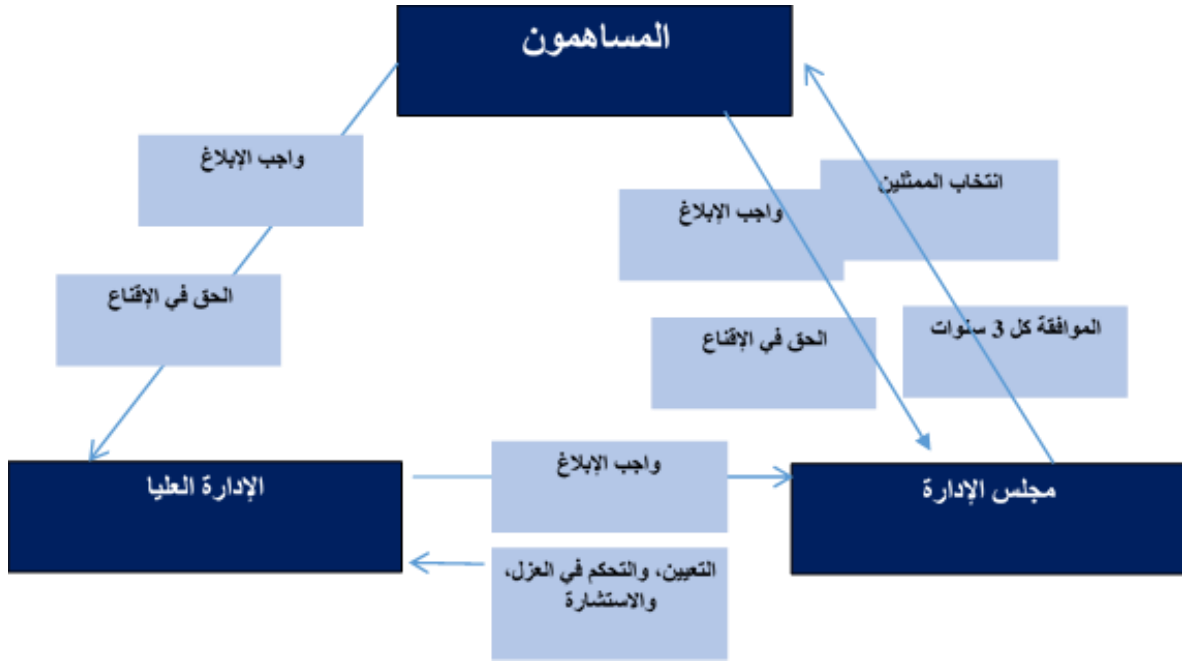 المساهمون
واجب الإبلاغ
انتخاب الممثلين
واجب الإبلاغ
الحق في الإقناع
الموافقة كل 3 سنوات
الحق في الإقناع
الإدارة العليا
واجب الإبلاغ
مجلس الإدارة
التعيين، والتحكم في العزل،
والاستشارة